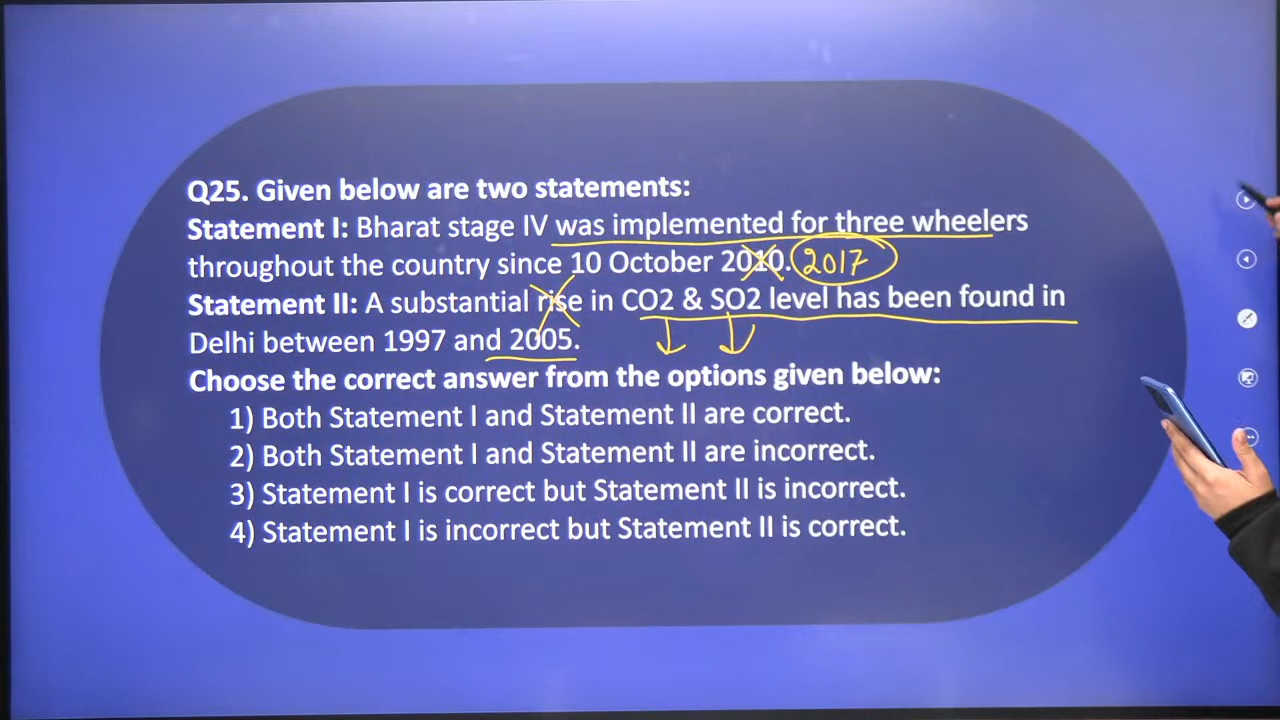 Q25. Given below are two statements:
Statement I: Bharat stage IV was implemented for three wheelers
throughout the country since 10 October 2010. 2017
Statement II: A substantial rise in CO2 & SO2 level has been found in
Delhi between 1997 and 2005.
Choose the correct answer from the options given below:
1) Both Statement I and Statement II are correct.
2) Both Statement I and Statement II are incorrect.
3) Statement I is correct but Statement II is incorrect.
4) Statement I is incorrect but Statement II is correct.